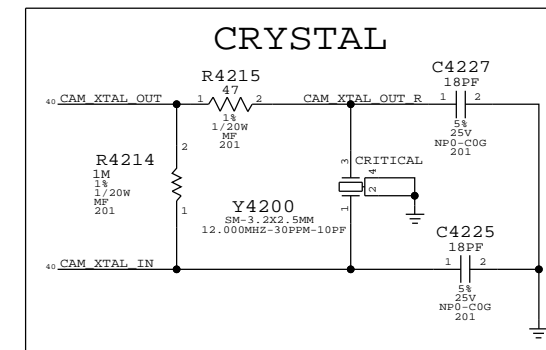 CRYSTAL
C4227
18PF
1 2
5%
25V
NP0-C0G
201
R4215
47
1 2
1%
1/20W
MF
201
40 CAM_XTAL_OUT
CAM_XTAL_OUT_R
2
R4214
1M
1%
1/20W
MF
201
1
3
CRITICAL
4
2
1
Y4200
SM-3.2X2.5MM
12.000MHZ-30PPM-10PF
C4225
18PF
1 2
5%
25V
NP0-C0G
201
40 CAM_XTAL_IN